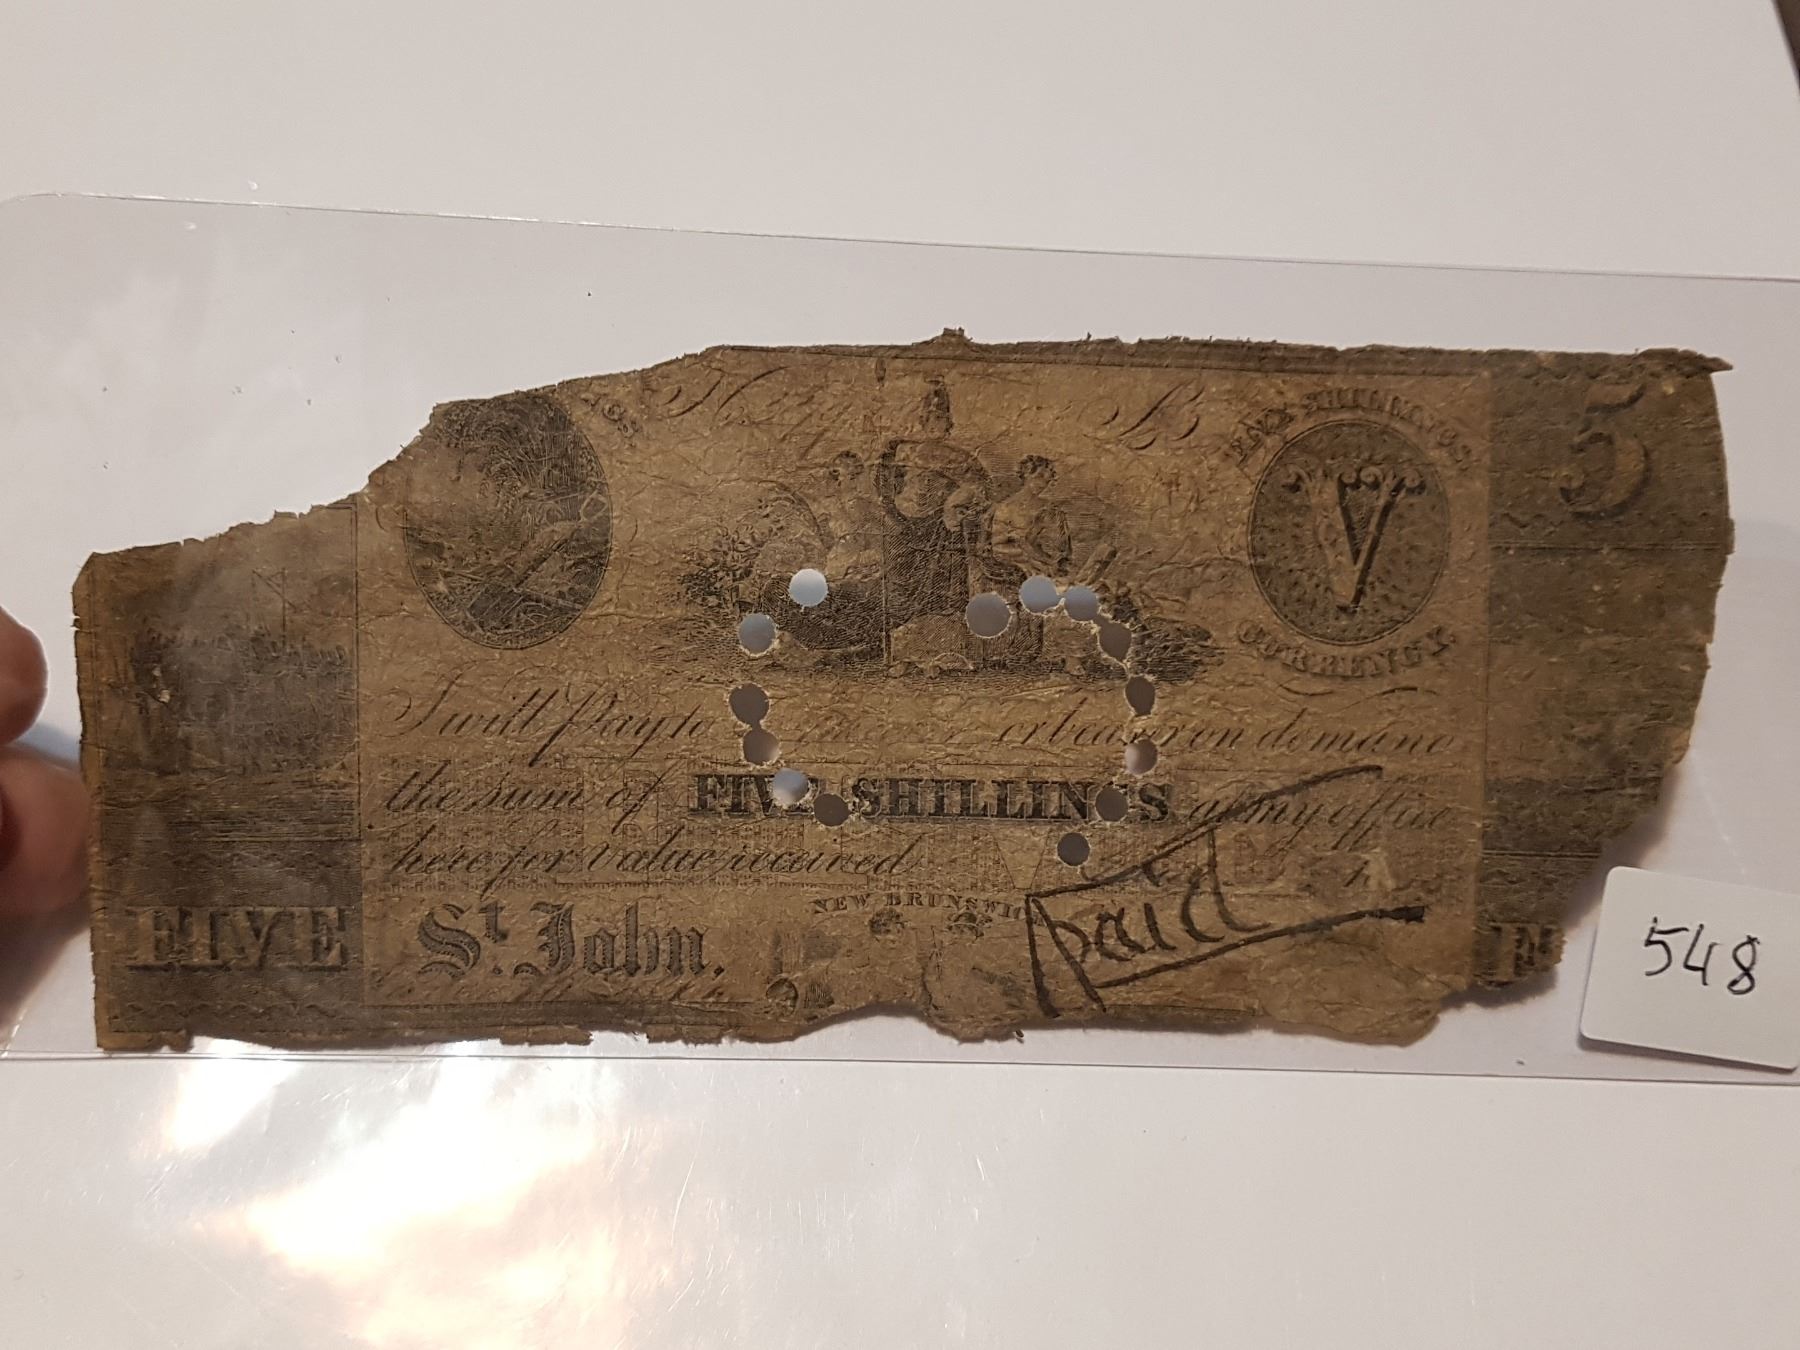 FIVE SHILLINGS
5
V
CURRENCY.
I will Pay to or bearer on demand
the sum of FIVE SHILLINGS at my office
here for value received
NEW BRUNSWIC
paid
FIVE St. John.
548